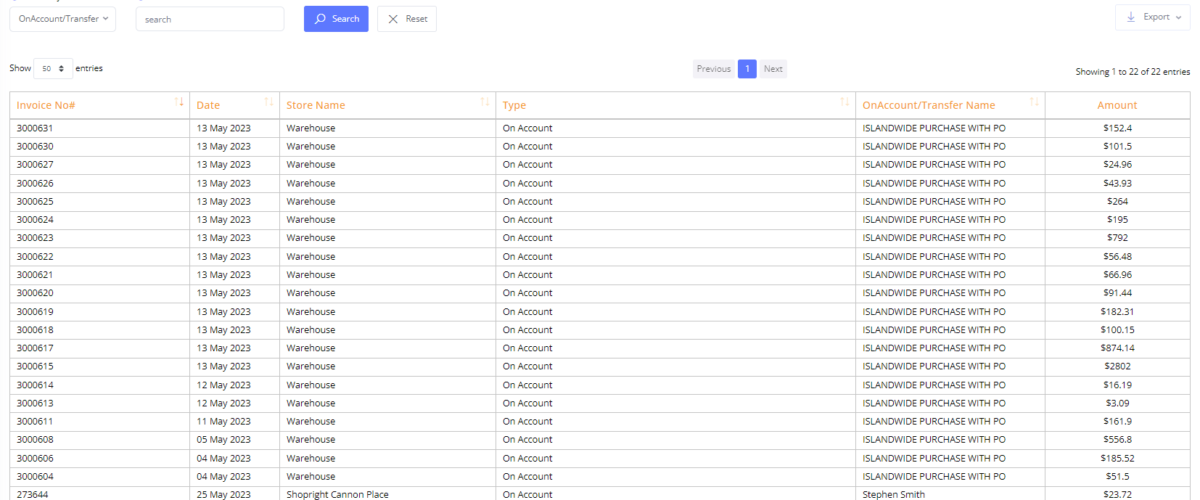 OnAccount/Transfer search Search Reset Export
Show 50 entries Previous 1 Next Showing 1 to 22 of 22 entries
Invoice No# Date Store Name Type OnAccount/Transfer Name Amount
3000631 13 May 2023 Warehouse On Account ISLANDWIDE PURCHASE WITH PO $152.4
3000630 13 May 2023 Warehouse On Account ISLANDWIDE PURCHASE WITH PO $101.5
3000627 13 May 2023 Warehouse On Account ISLANDWIDE PURCHASE WITH PO $24.96
3000626 13 May 2023 Warehouse On Account ISLANDWIDE PURCHASE WITH PO $43.93
3000625 13 May 2023 Warehouse On Account ISLANDWIDE PURCHASE WITH PO $264
3000624 13 May 2023 Warehouse On Account ISLANDWIDE PURCHASE WITH PO $195
3000623 13 May 2023 Warehouse On Account ISLANDWIDE PURCHASE WITH PO $792
3000622 13 May 2023 Warehouse On Account ISLANDWIDE PURCHASE WITH PO $56.48
3000621 13 May 2023 Warehouse On Account ISLANDWIDE PURCHASE WITH PO $66.96
3000620 13 May 2023 Warehouse On Account ISLANDWIDE PURCHASE WITH PO $91.44
3000619 13 May 2023 Warehouse On Account ISLANDWIDE PURCHASE WITH PO $182.31
3000618 13 May 2023 Warehouse On Account ISLANDWIDE PURCHASE WITH PO $100.15
3000617 13 May 2023 Warehouse On Account ISLANDWIDE PURCHASE WITH PO $874.14
3000615 13 May 2023 Warehouse On Account ISLANDWIDE PURCHASE WITH PO $2802
3000614 12 May 2023 Warehouse On Account ISLANDWIDE PURCHASE WITH PO $16.19
3000613 12 May 2023 Warehouse On Account ISLANDWIDE PURCHASE WITH PO $3.09
3000611 11 May 2023 Warehouse On Account ISLANDWIDE PURCHASE WITH PO $161.9
3000608 05 May 2023 Warehouse On Account ISLANDWIDE PURCHASE WITH PO $556.8
3000606 04 May 2023 Warehouse On Account ISLANDWIDE PURCHASE WITH PO $185.52
3000604 04 May 2023 Warehouse On Account ISLANDWIDE PURCHASE WITH PO $51.5
273644 25 May 2023 Shopright Cannon Place On Account Stephen Smith $23.72